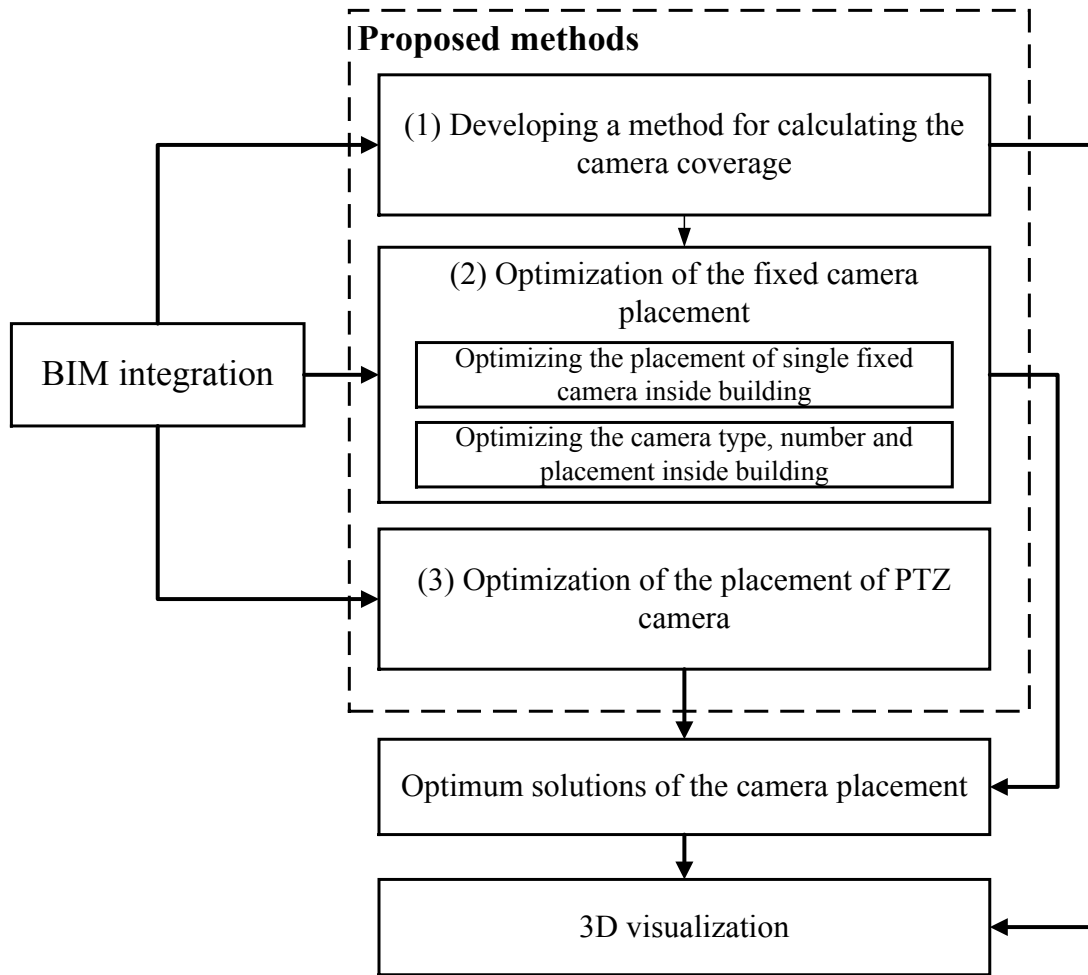 Proposed methods
(1) Developing a method for calculating the
camera coverage
(2) Optimization of the fixed camera
placement
Optimizing the placement of single fixed
camera inside building
Optimizing the camera type, number and
placement inside building
BIM integration
(3) Optimization of the placement of PTZ
camera
Optimum solutions of the camera placement
3D visualization